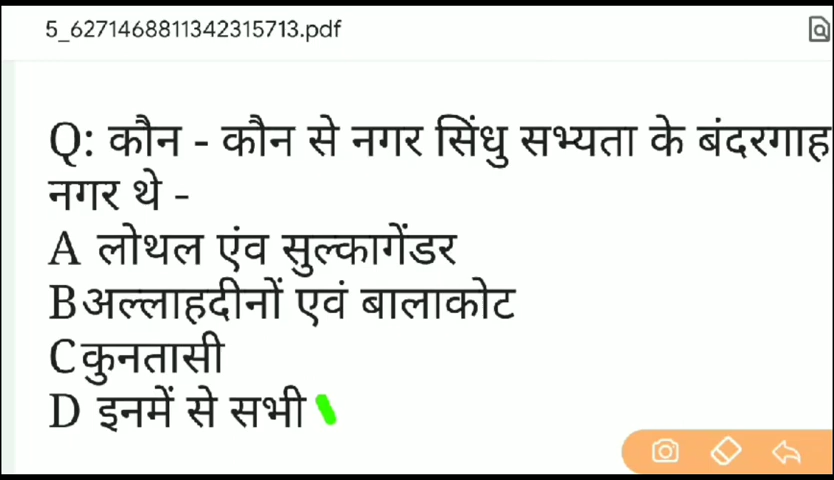 5_6271468811342315713.pdf
Q: कौन - कौन से नगर सिंधु सभ्यता के बंदरगाह
नगर थे -
A लोथल एंव सुल्कागेंडर
Bअल्लाहदीनों एवं बालाकोट
Cकुनतासी
D इनमें से सभी